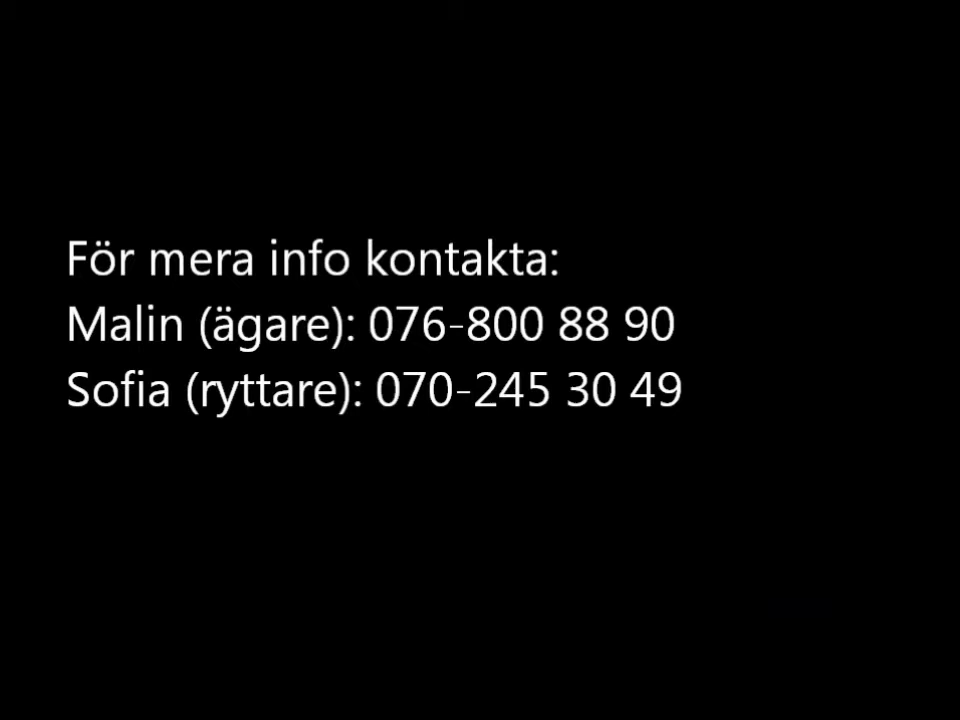 För mera info kontakta:
Malin (ägare): 076-800 88 90
Sofia (ryttare): 070-245 30 49